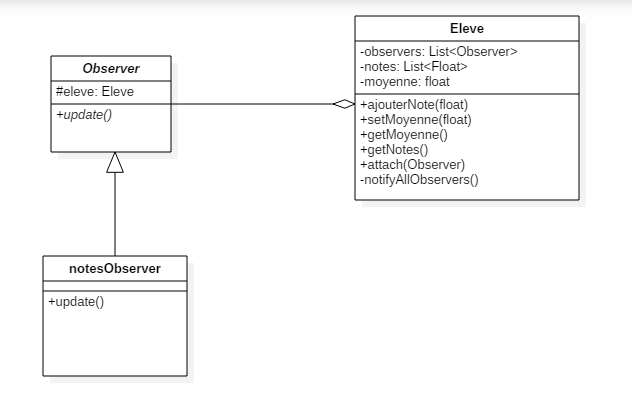 Observer
#eleve: Eleve
+update()
Eleve
-observers: List<Observer>
-notes: List<Float>
-moyenne: float
+ajouterNote(float)
+setMoyenne(float)
+getMoyenne()
+getNotes()
+attach(Observer)
-notifyAllObservers()
notesObserver
+update()